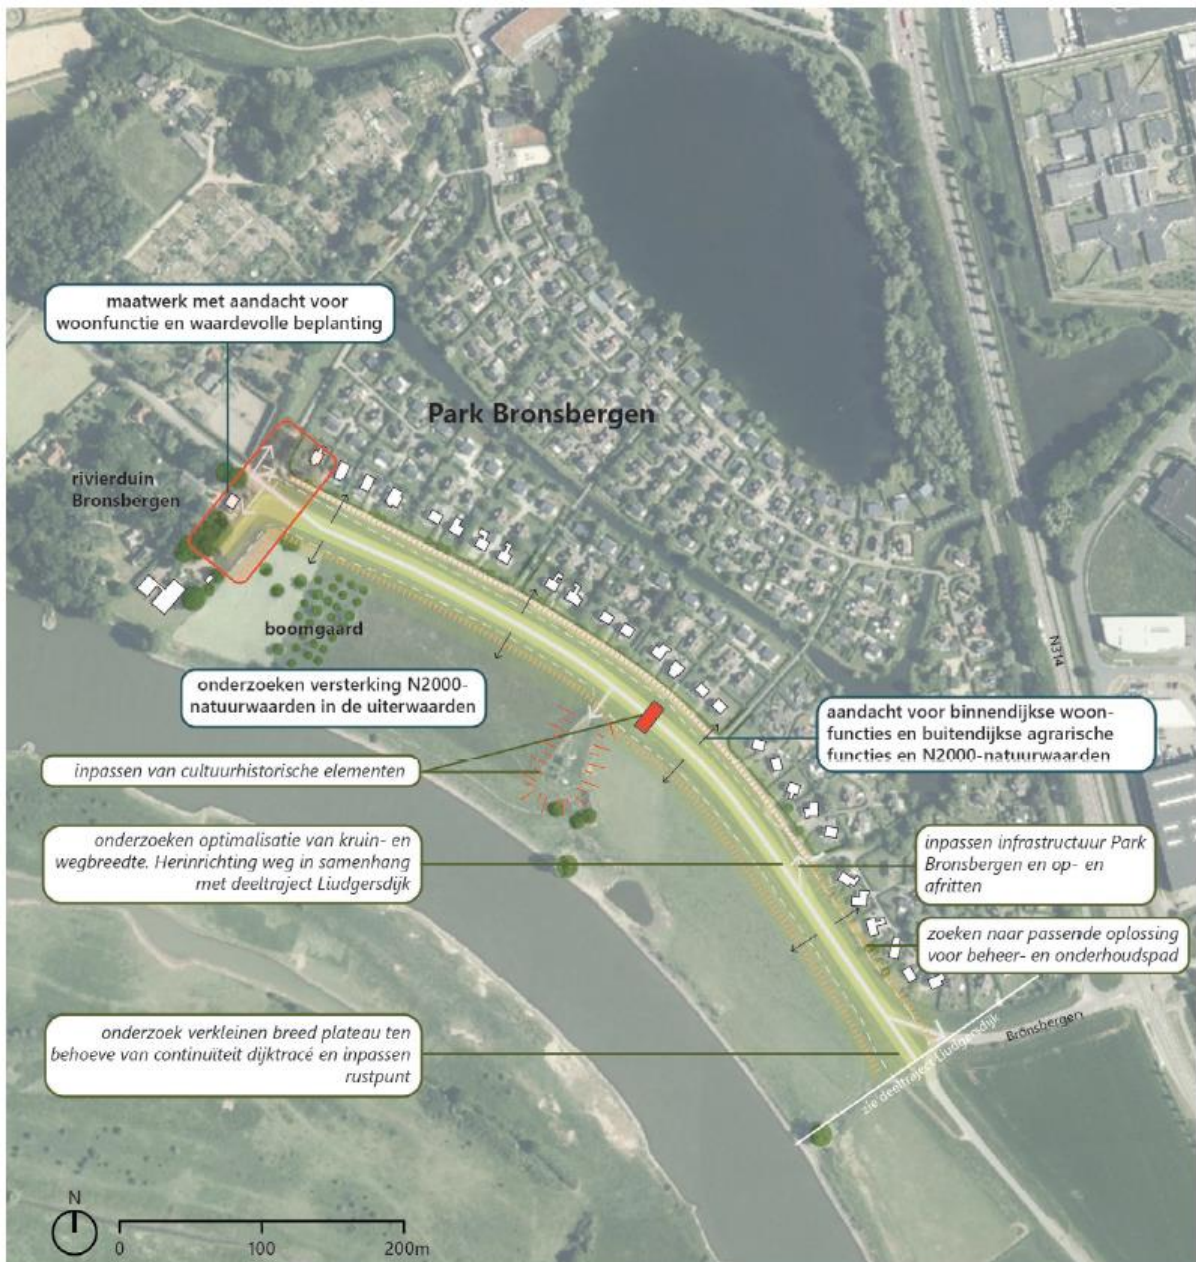 maatwerk met aandacht voor
woonfunctie en waardevolle beplanting
Park Bronsbergen
rivierduin
Bronsbergen
boomgaard
N314
onderzoeken versterking N2000-
natuurwaarden in de uiterwaarden
aandacht voor binnendijkse woon-
functies en buitendijkse agrarische
functies en N2000-natuurwaarden
inpassen van cultuurhistorische elementen
onderzoeken optimalisatie van kruin- en
wegbreedte. Herinrichting weg in samenhang
met deeltraject Liudgersdijk
inpassen infrastructuur Park
Bronsbergen en op- en
afritten
zoeken naar passende oplossing
voor beheer- en onderhoudspad
onderzoek verkleinen breed plateau ten
behoeve van continuïteit dijktracé en inpassen
rustpunt
Bronsbergen
zie deeltraject Liudgersdijk
N
0 100 200m